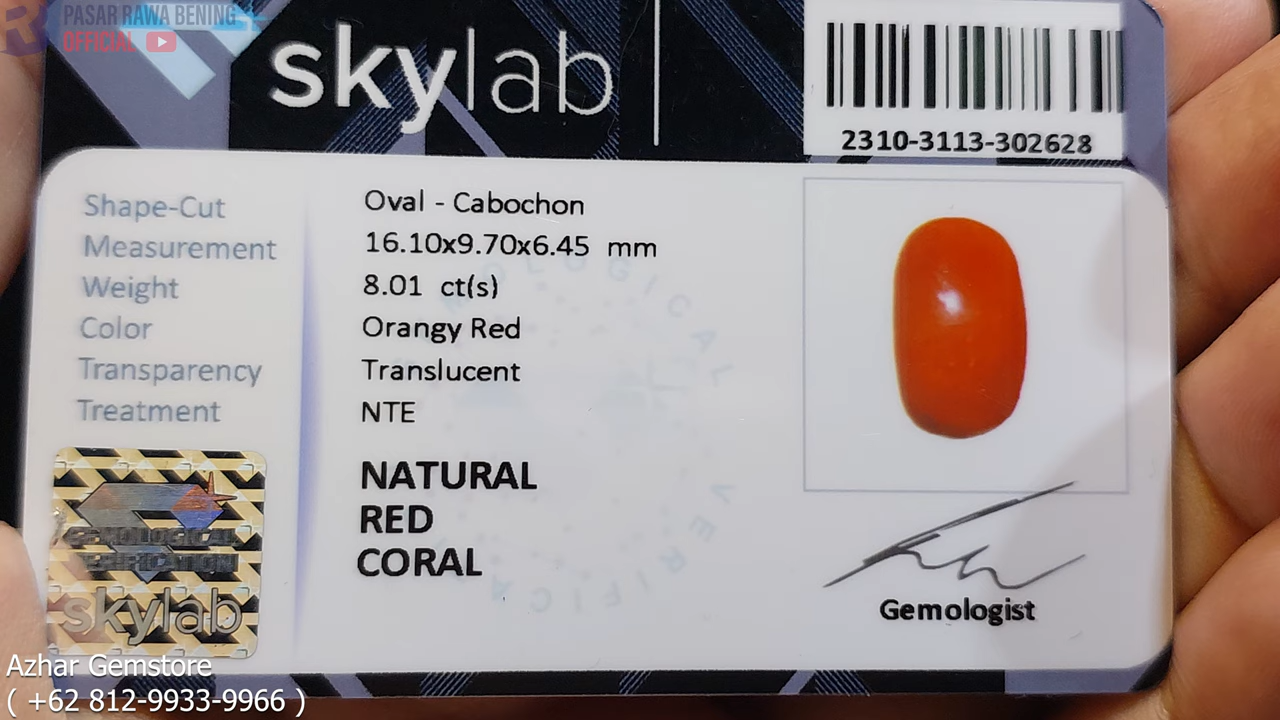 PASAR RAWA BENING
OFFICIAL
skylab
2310-3113-302628
Shape-Cut Oval - Cabochon
Measurement 16.10x9.70x6.45 mm
Weight 8.01 ct(s)
Color Orangy Red
Transparency Translucent
Treatment NTE
NATURAL
RED
CORAL
GEMOLOGICAL
VERIFICATION
skylab
Gemologist
Azhar Gemstore
( +62 812-9933-9966 )